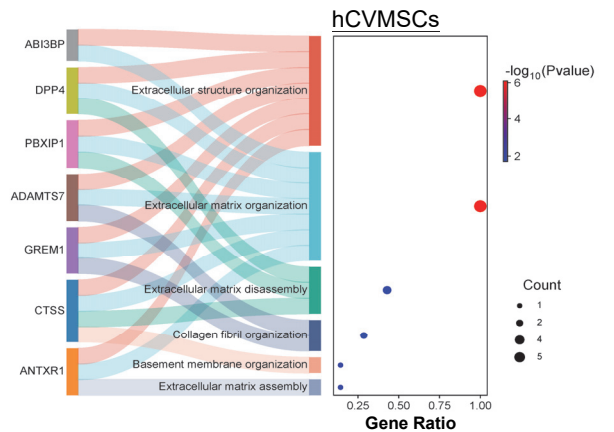 hCVMSCs
ABI3BP
DPP4
PBXIP1
ADAMTS7
GREM1
CTSS
ANTXR1
Extracellular structure organization
Extracellular matrix organization
Extracellular matrix disassembly
Collagen fibril organization
Basement membrane organization
Extracellular matrix assembly
-log10(Pvalue)
6
4
2
Count
1
2
4
5
0.25 0.50 0.75 1.00
Gene Ratio